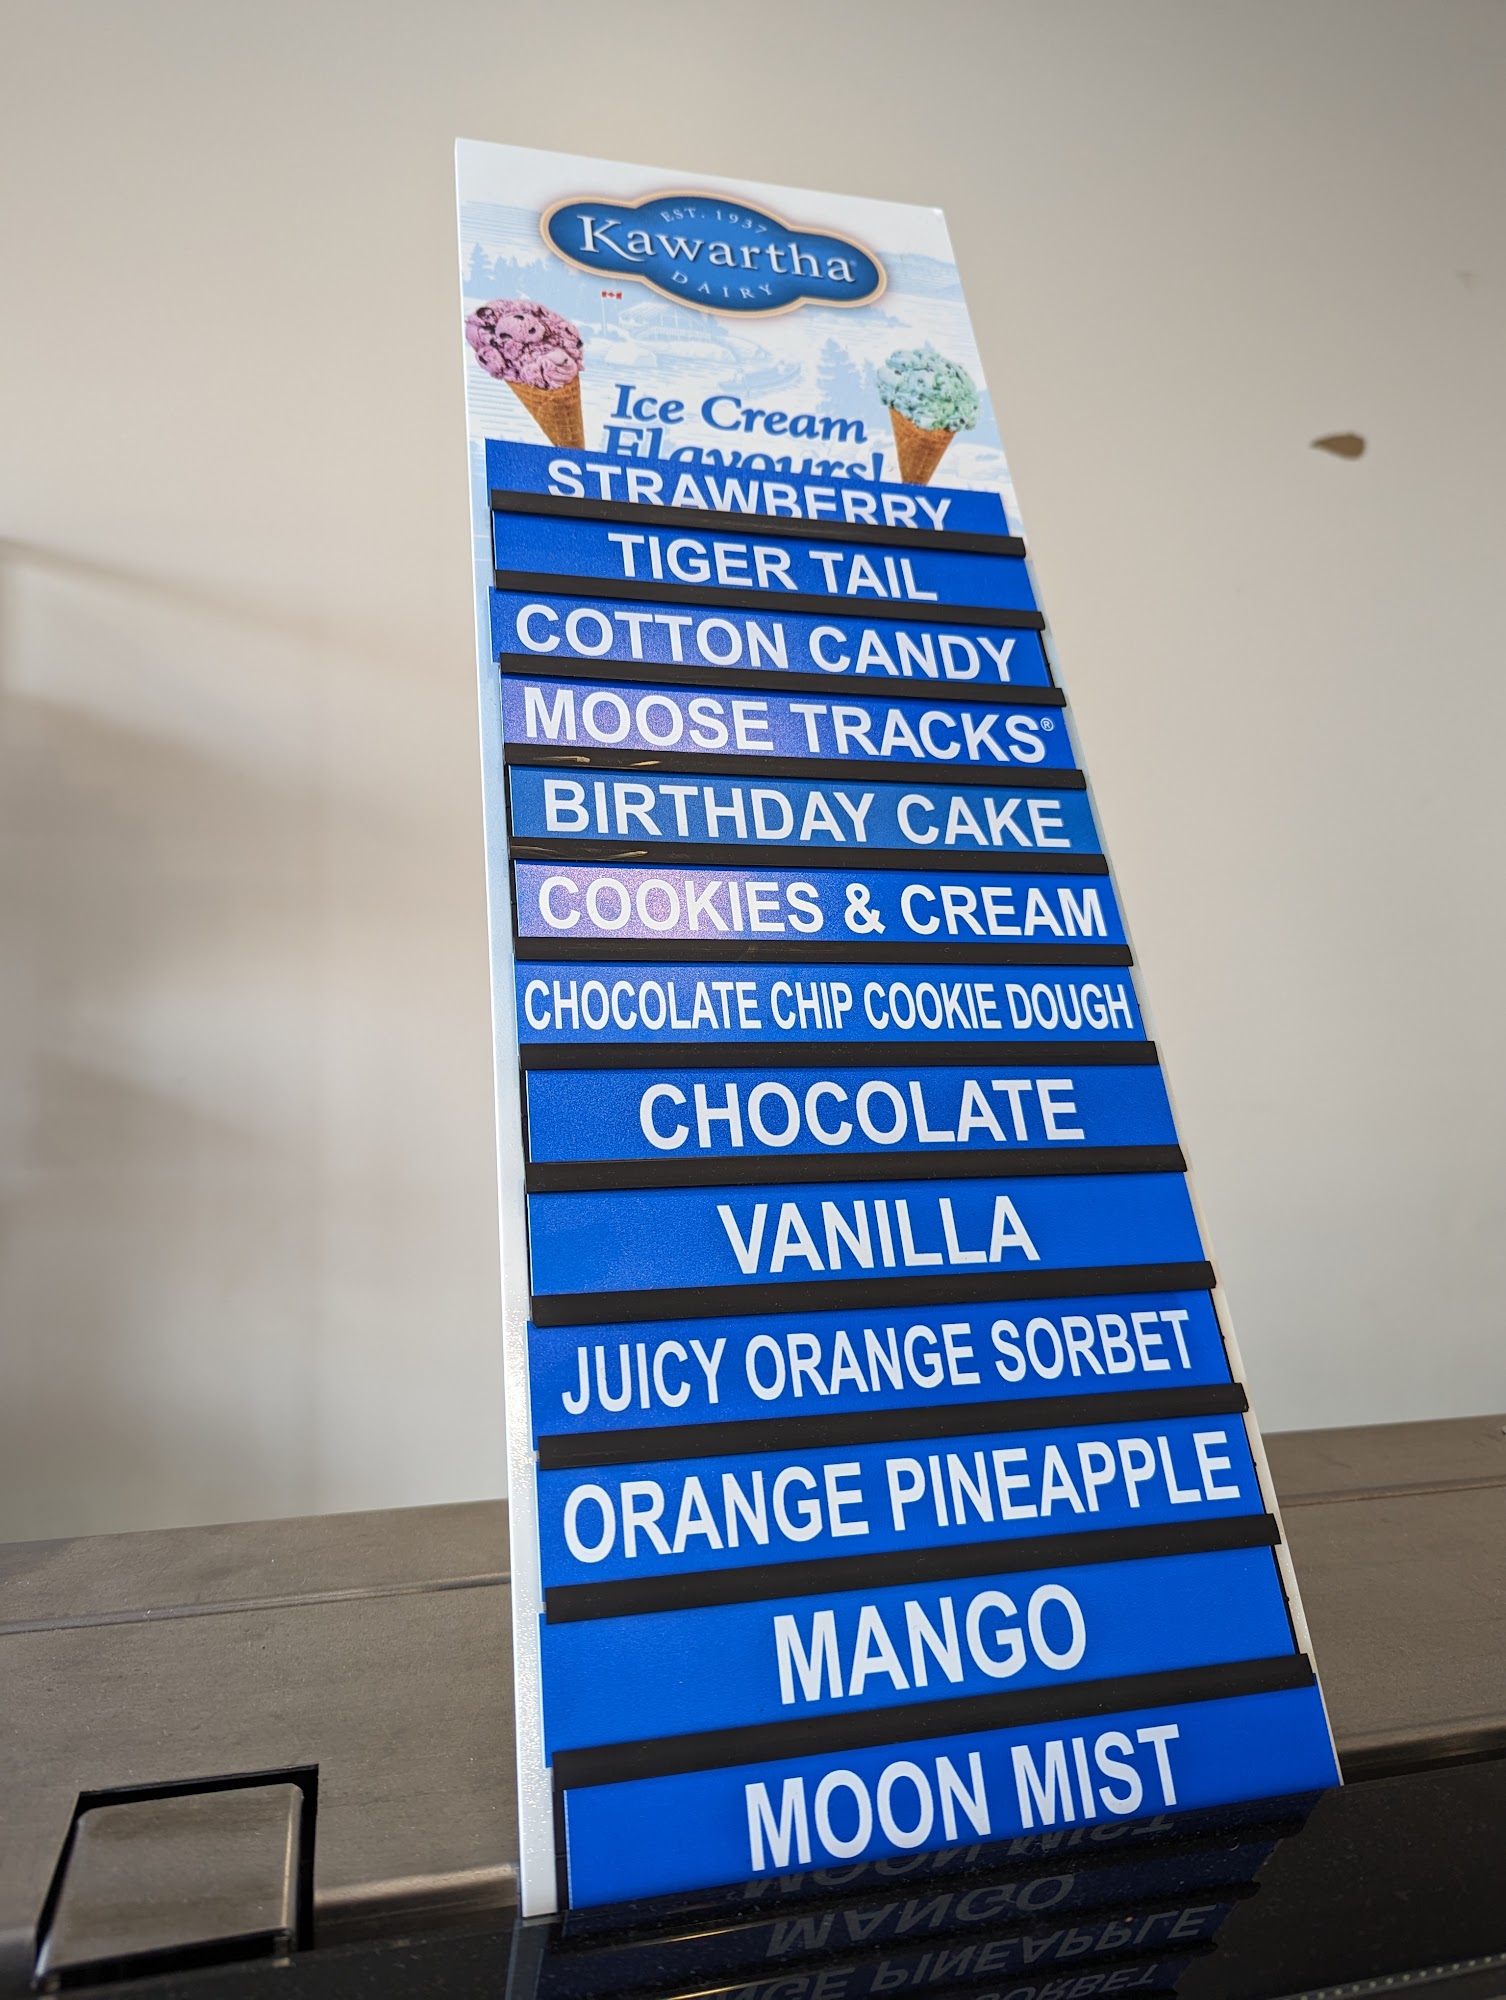 EST. 1937
Kawartha
DAIRY
Ice Cream
Flavours!
STRAWBERRY
TIGER TAIL
COTTON CANDY
MOOSE TRACKS®
BIRTHDAY CAKE
COOKIES & CREAM
CHOCOLATE CHIP COOKIE DOUGH
CHOCOLATE
VANILLA
JUICY ORANGE SORBET
ORANGE PINEAPPLE
MANGO
MOON MIST